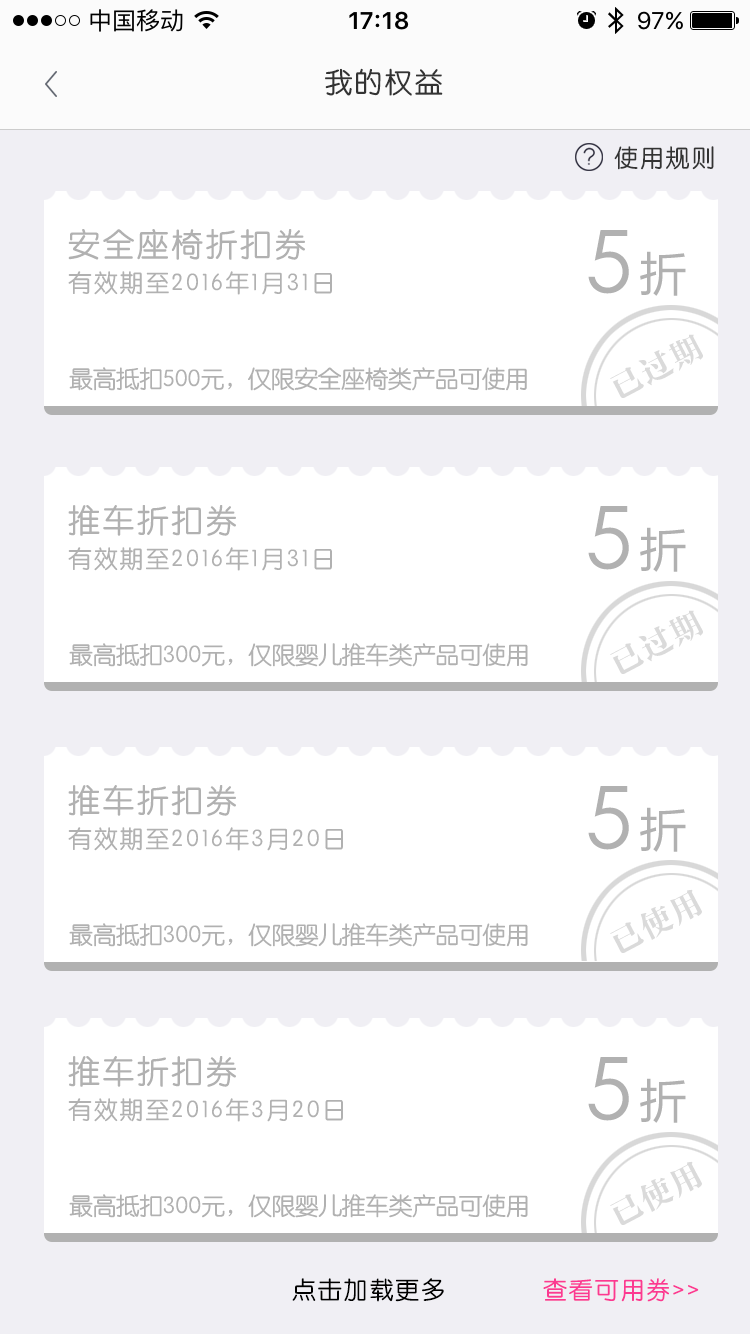 中国移动 17:18 97%
我的权益
? 使用规则
安全座椅折扣券
5折
有效期至2016年1月31日
最高抵扣500元，仅限安全座椅类产品可使用
已过期
推车折扣券
5折
有效期至2016年1月31日
最高抵扣300元，仅限婴儿推车类产品可使用
已过期
推车折扣券
5折
有效期至2016年3月20日
最高抵扣300元，仅限婴儿推车类产品可使用
已使用
推车折扣券
5折
有效期至2016年3月20日
最高抵扣300元，仅限婴儿推车类产品可使用
已使用
点击加载更多 查看可用券>>